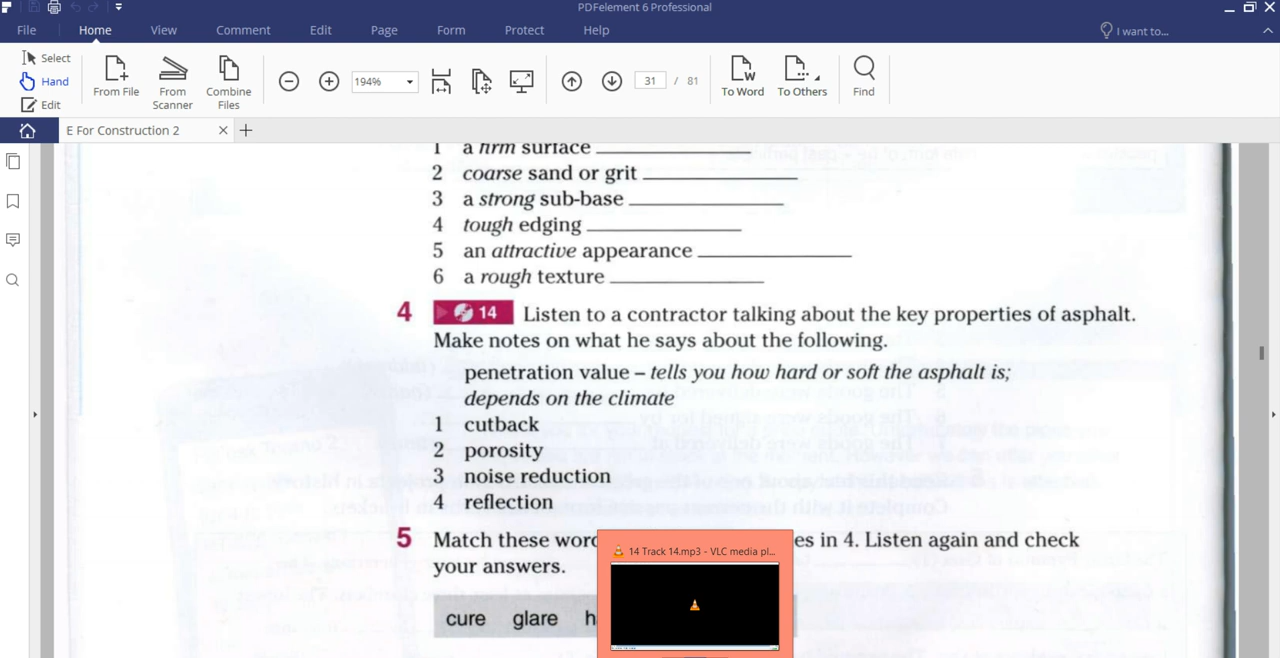 PDFelement 6 Professional
File Home View Comment Edit Page Form Protect Help I want to...
Select
Hand
Edit
From File
From Scanner
Combine Files
194%
31 / 81
To Word
To Others
Find
E For Construction 2
1 a firm surface
2 coarse sand or grit
3 a strong sub-base
4 tough edging
5 an attractive appearance
6 a rough texture
4 14 Listen to a contractor talking about the key properties of asphalt.
Make notes on what he says about the following.
penetration value – tells you how hard or soft the asphalt is;
depends on the climate
1 cutback
2 porosity
3 noise reduction
4 reflection
14 Track 14.mp3 - VLC media pl...
5 Match these word es in 4. Listen again and check
your answers.
cure glare h